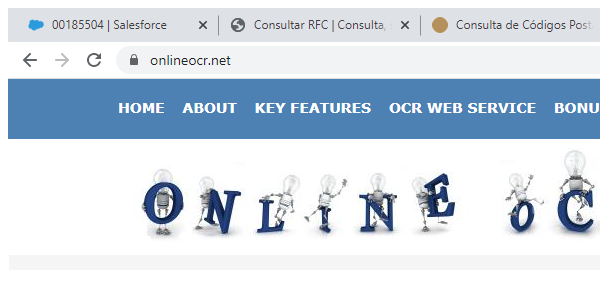 00185504 | Salesforce
Consultar RFC | Consulta,
Consulta de Códigos Post
onlineocr.net
HOME ABOUT KEY FEATURES OCR WEB SERVICE BONU
ONLINE OC